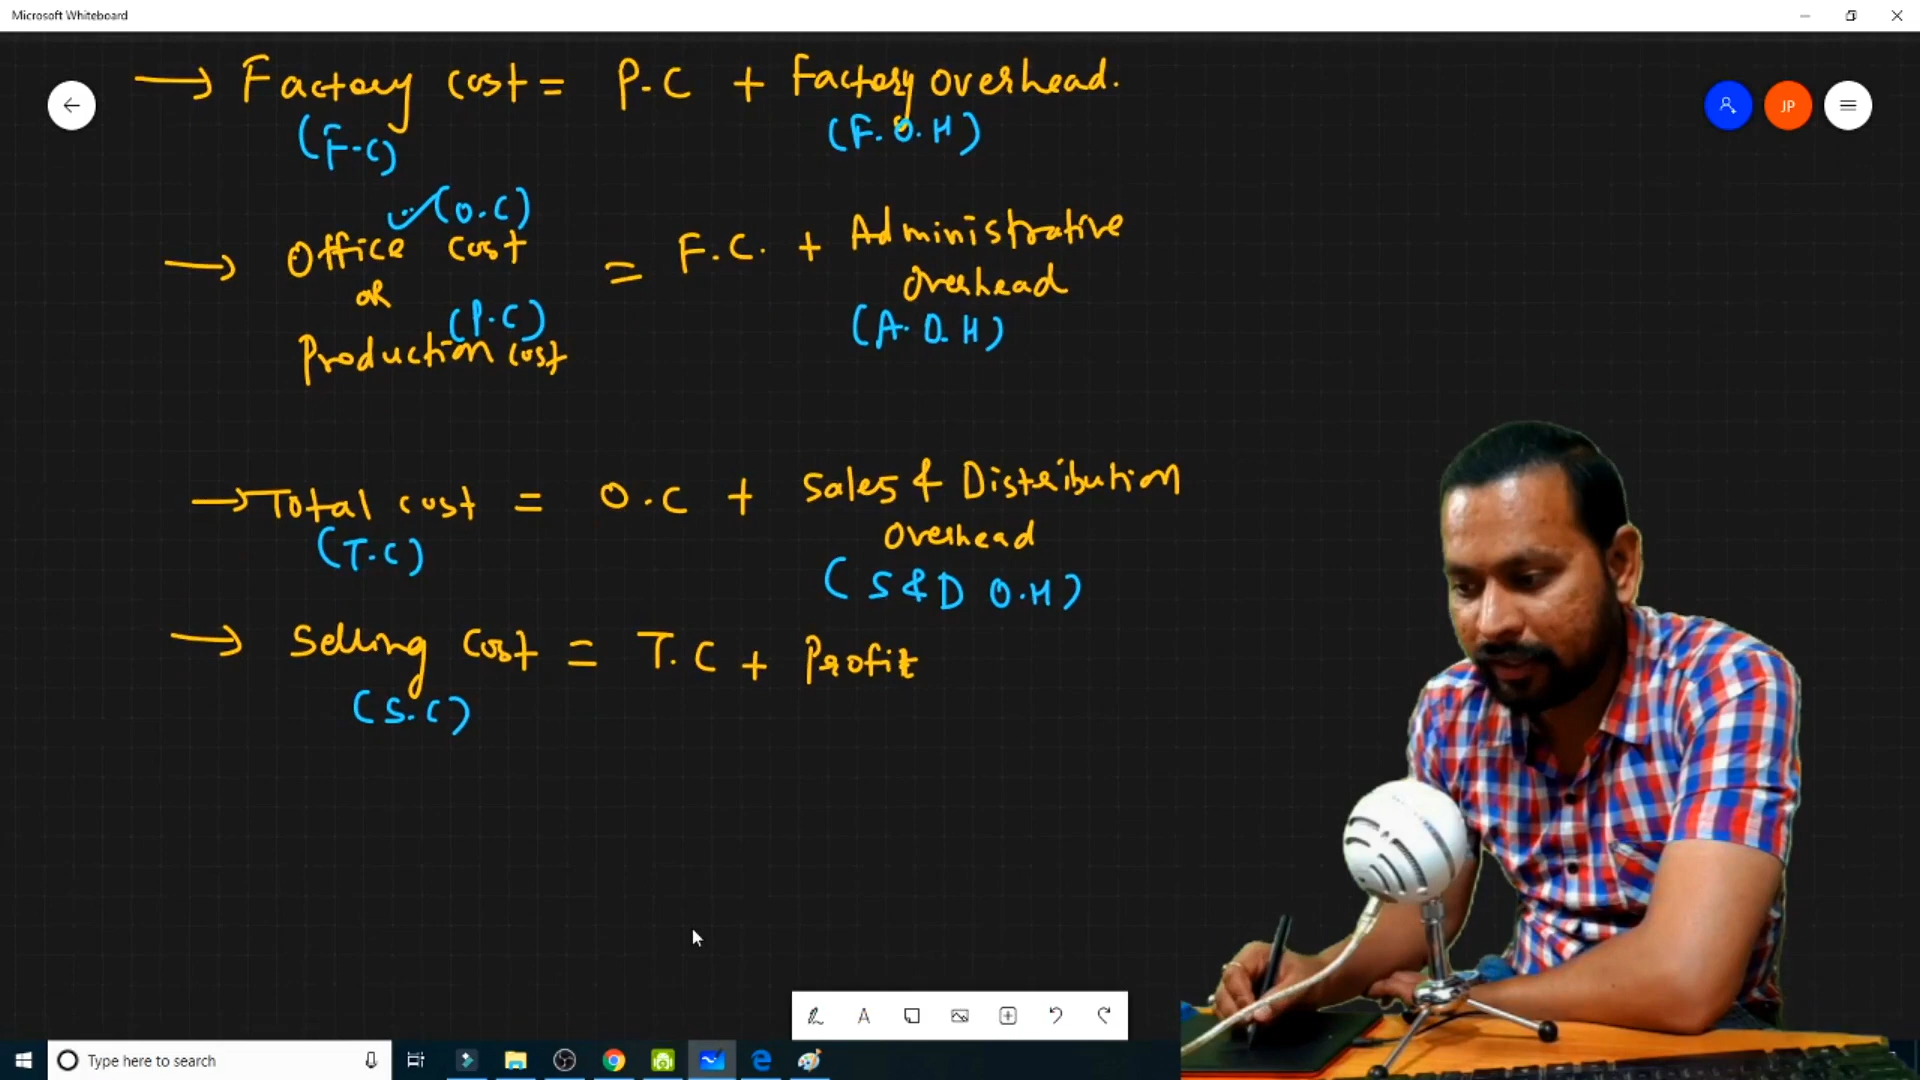 Microsoft Whiteboard
→ Factory cost = P.C + Factory overhead.
(F.C) (F.O.H)
(O.C)
→ Office cost = F.C. + Administrative
or overhead
(P.C) (A.O.H)
Production cost
→ Total cost = O.C + Sales & Distribution
Overhead
(T.C) (S & D O.H)
→ Selling cost = T.C + Profit
(S.C)
JP
Type here to search